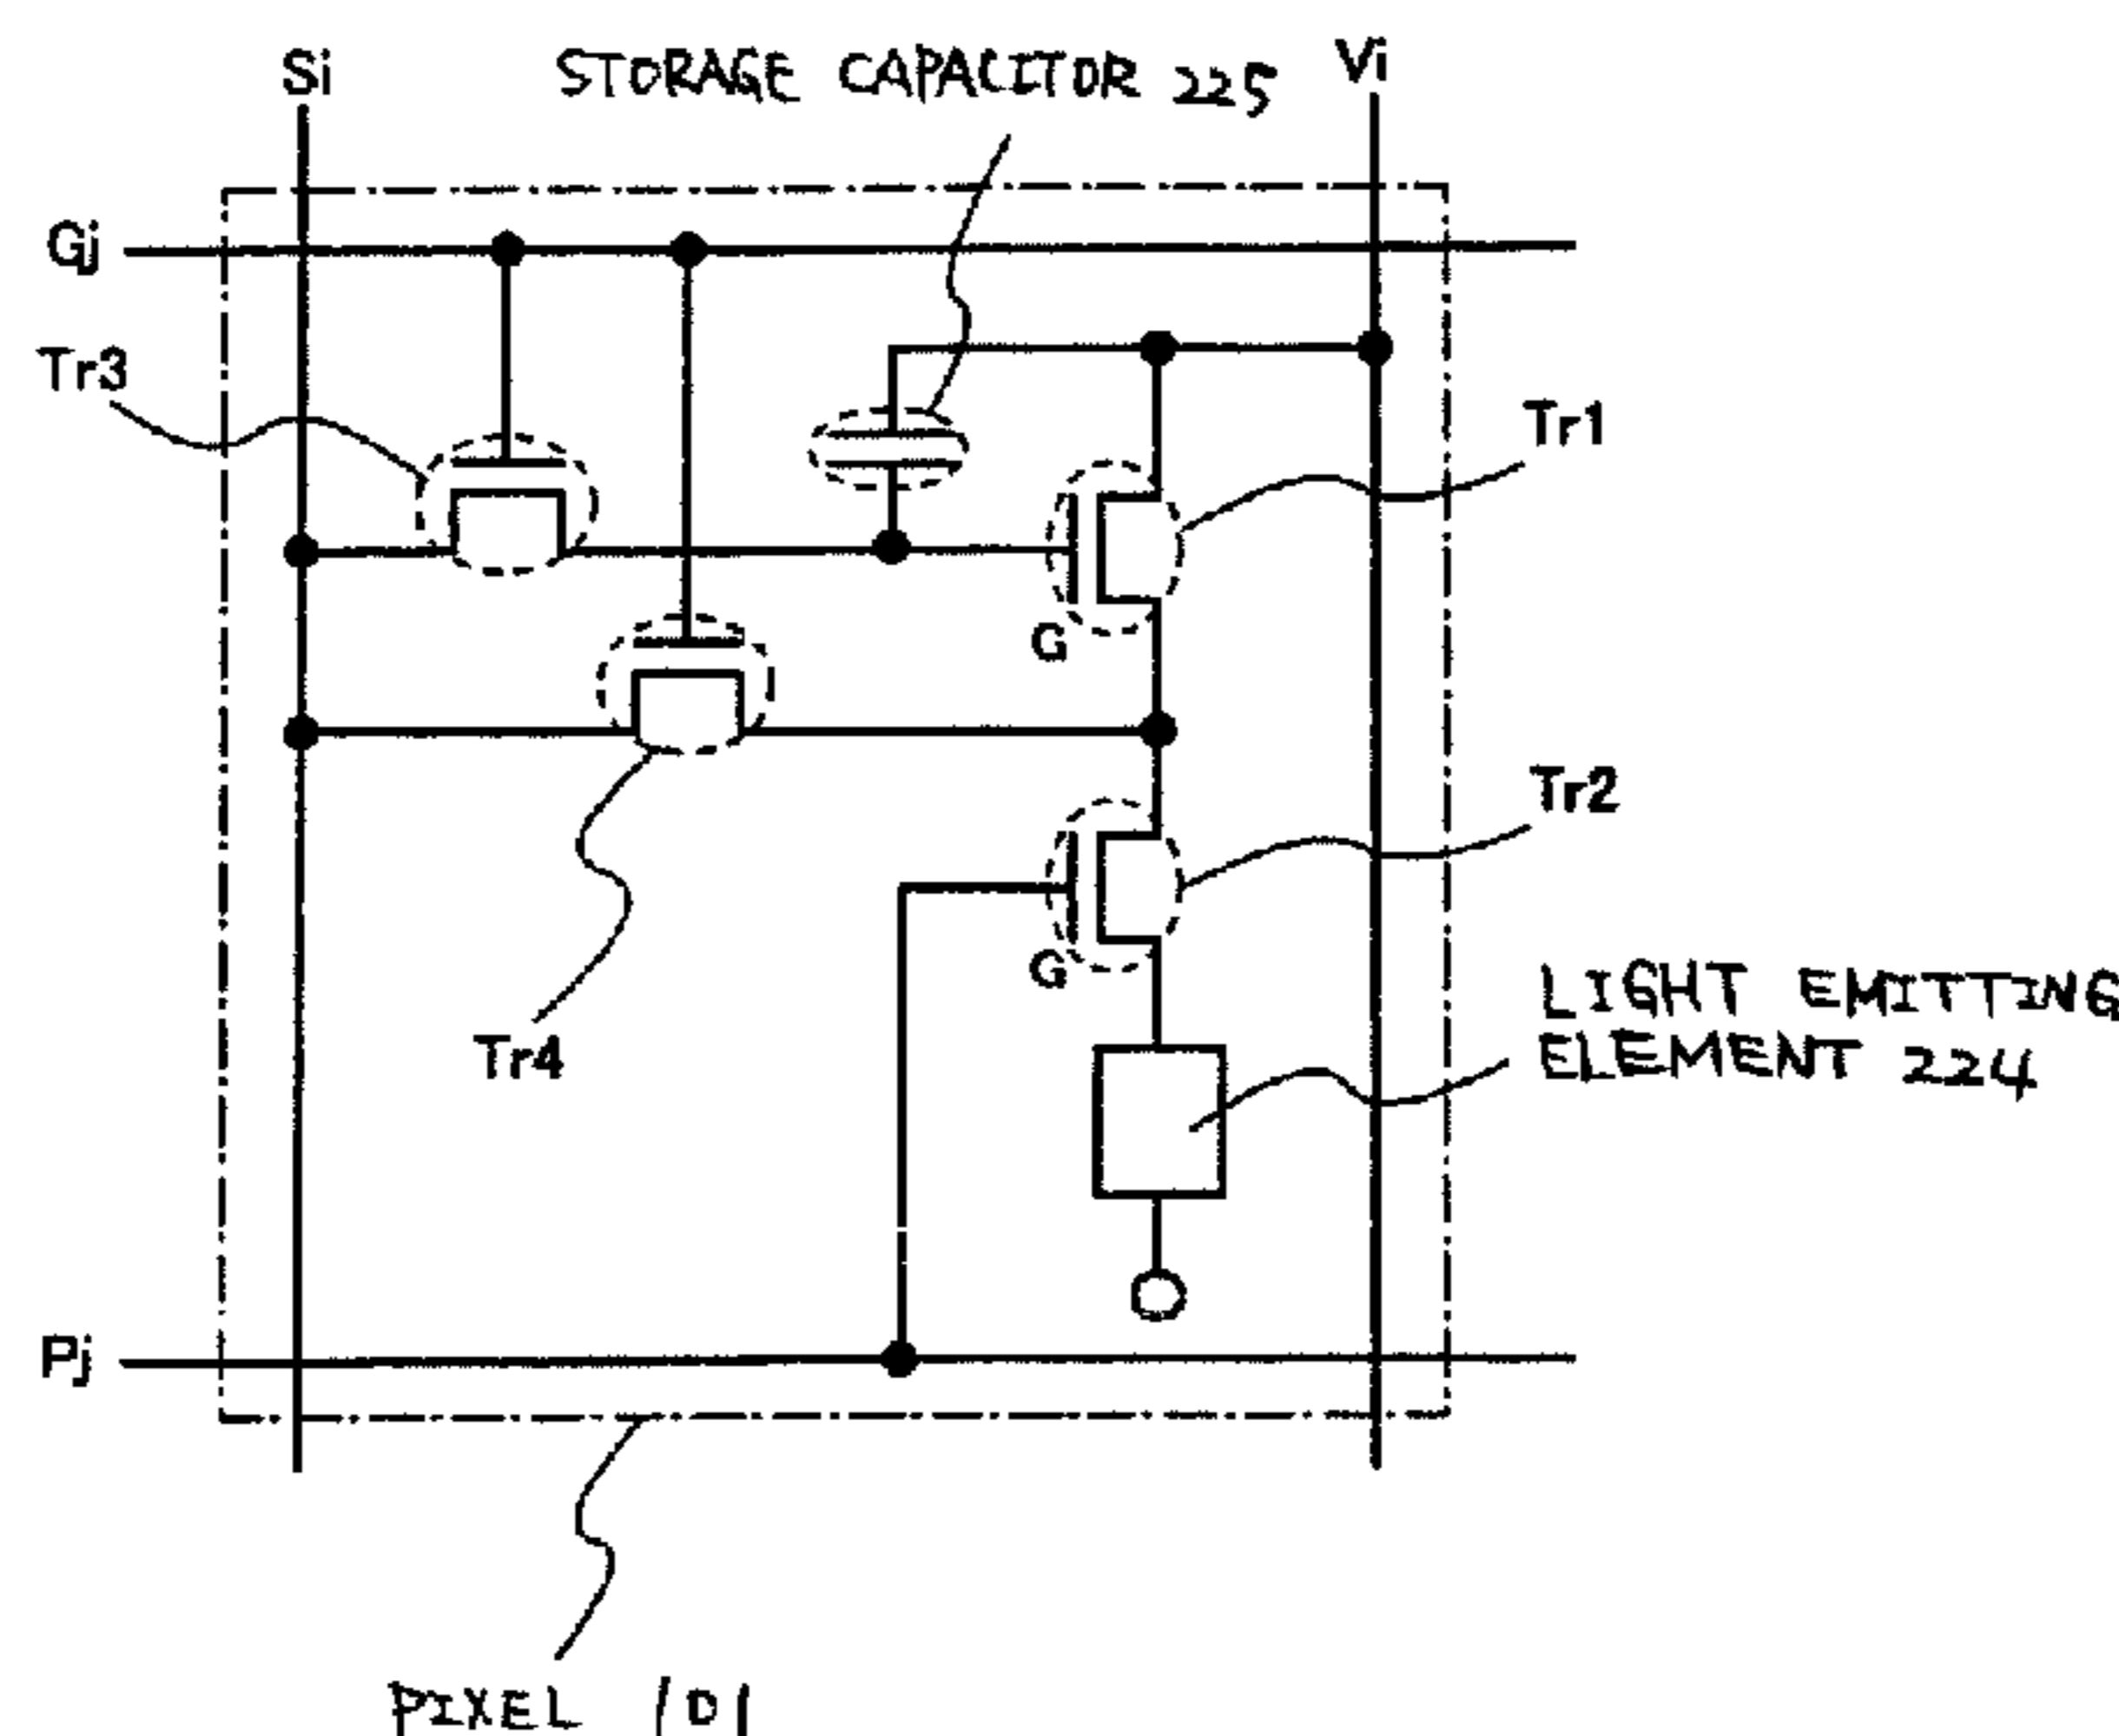 Si
STORAGE CAPACITOR 225
Vi
Gj
Tr3
Tr1
G
Tr2
G
LIGHT EMITTING
ELEMENT 224
Tr4
Pj
PIXEL 101